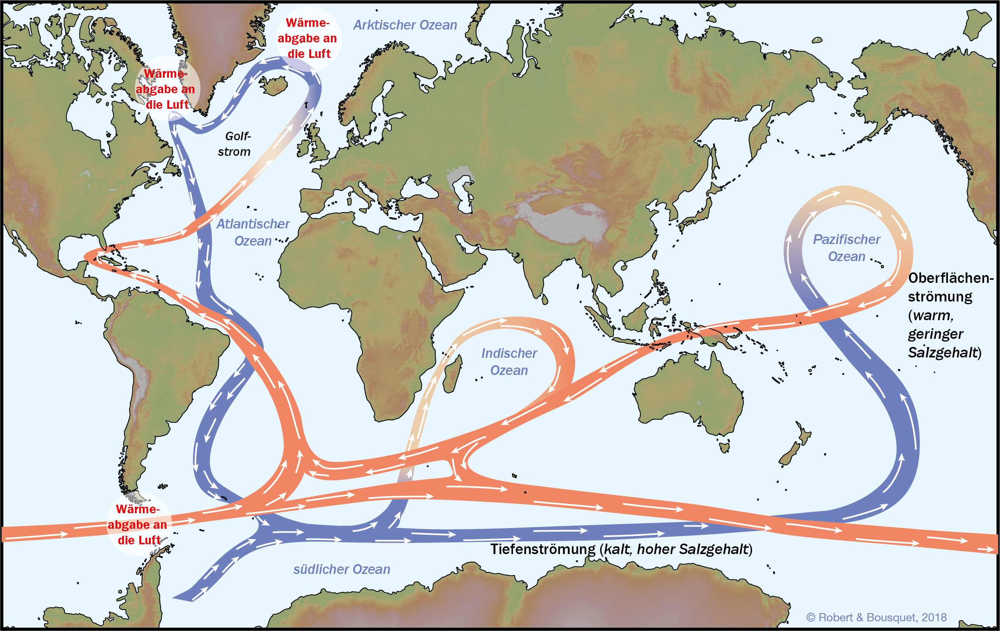 Wärme-
abgabe an
die Luft
Arktischer Ozean
Wärme-
abgabe an
die Luft
Golf-
strom
Atlantischer
Ozean
Pazifischer
Ozean
Oberflächen-
strömung
(warm,
geringer
Salzgehalt)
Indischer
Ozean
Wärme-
abgabe an
die Luft
Tiefenströmung (kalt, hoher Salzgehalt)
südlicher Ozean
© Robert & Bousquet, 2018